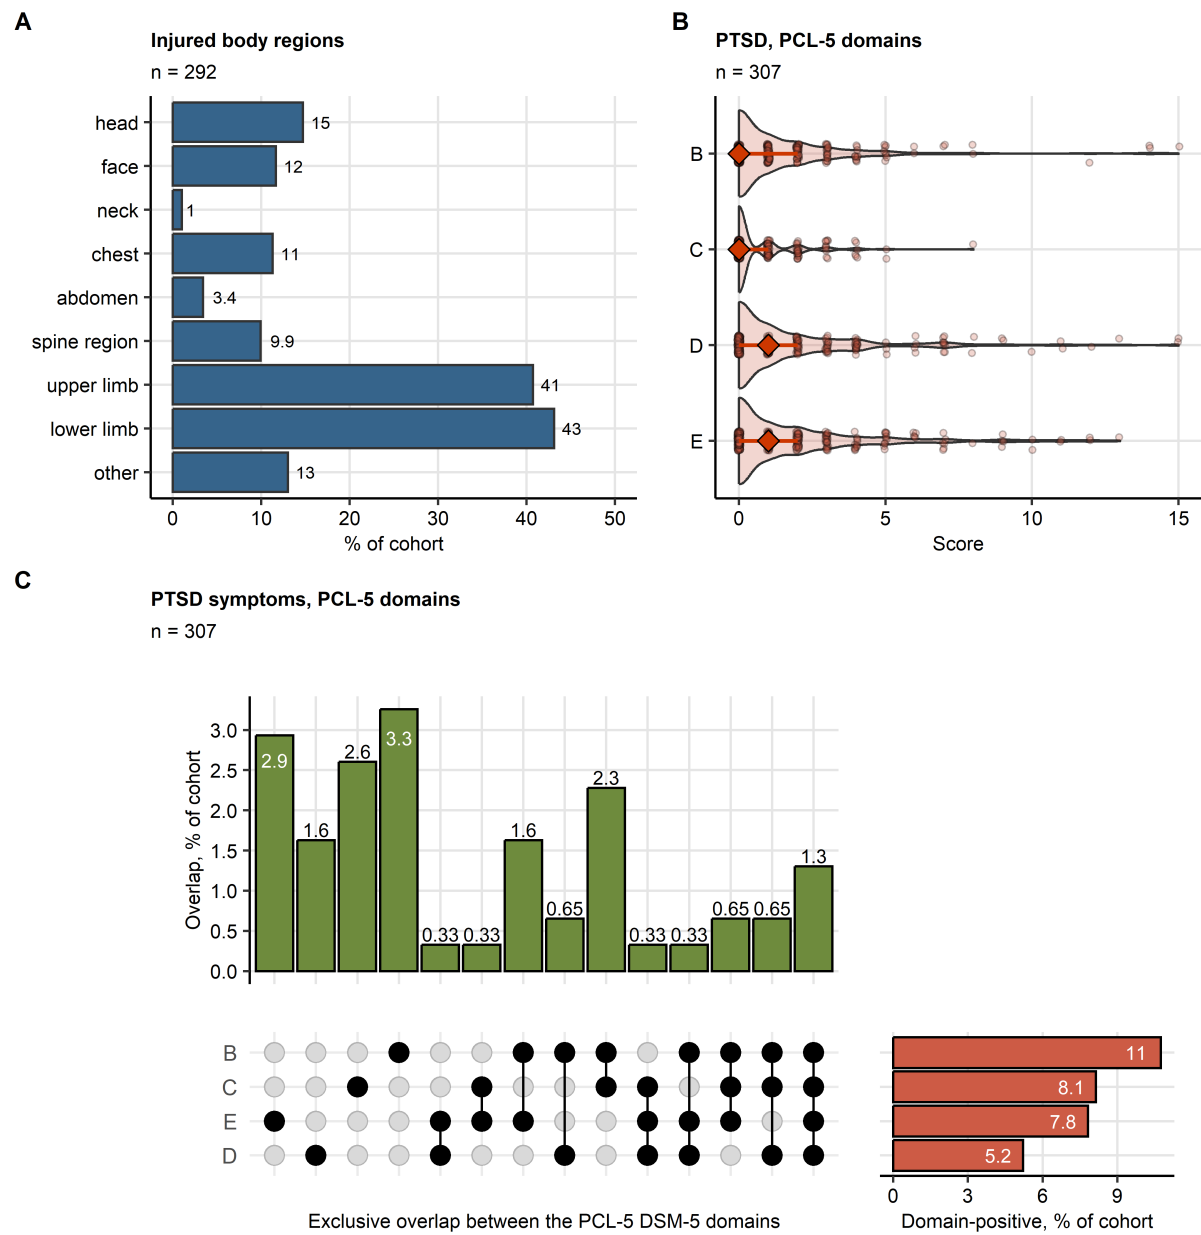 A
Injured body regions
n = 292
head
15
face
12
neck
1
chest
11
abdomen
3.4
spine region
9.9
upper limb
41
lower limb
43
other
13
0 10 20 30 40 50
% of cohort
B
PTSD, PCL-5 domains
n = 307
B
C
D
E
0 5 10 15
Score
C
PTSD symptoms, PCL-5 domains
n = 307
Overlap, % of cohort
3.0
2.5
2.0
1.5
1.0
0.5
0.0
2.9 1.6 2.6 3.3 0.33 0.33 1.6 0.65 2.3 0.33 0.33 0.65 0.65 1.3
B
C
E
D
Exclusive overlap between the PCL-5 DSM-5 domains
11
8.1
7.8
5.2
0 3 6 9
Domain-positive, % of cohort